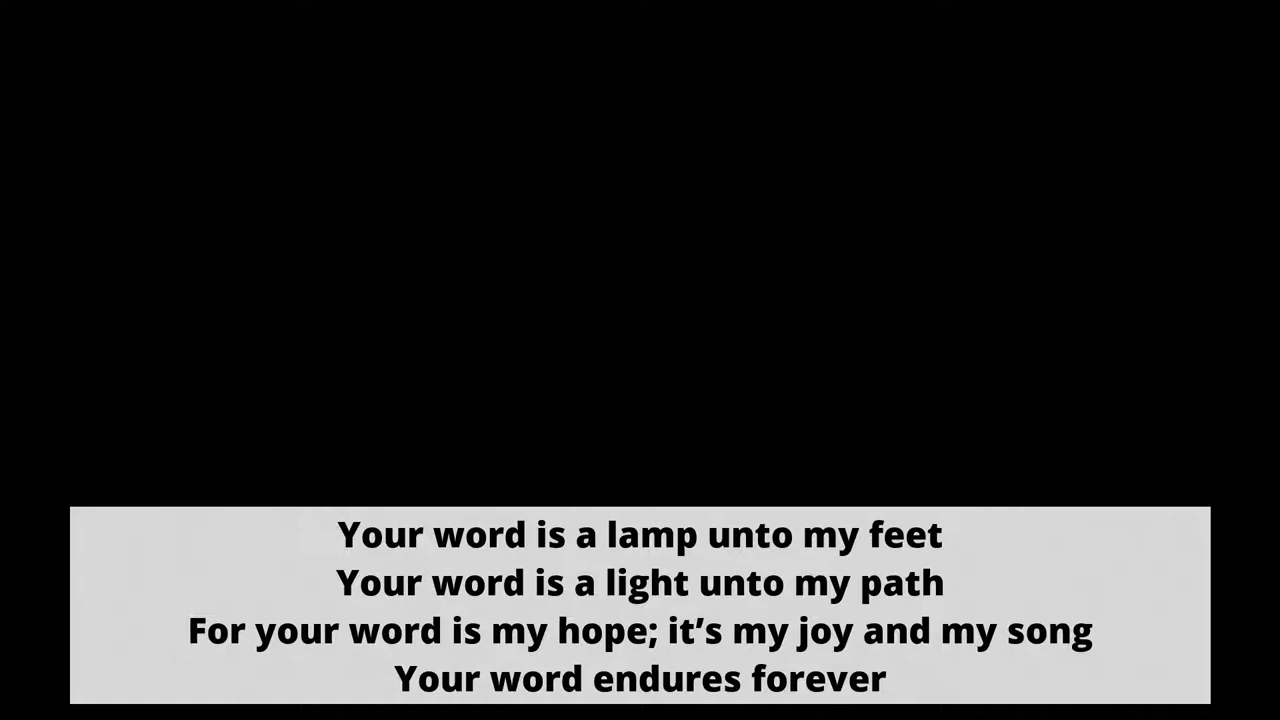 Your word is a lamp unto my feet
Your word is a light unto my path
For your word is my hope; it’s my joy and my song
Your word endures forever